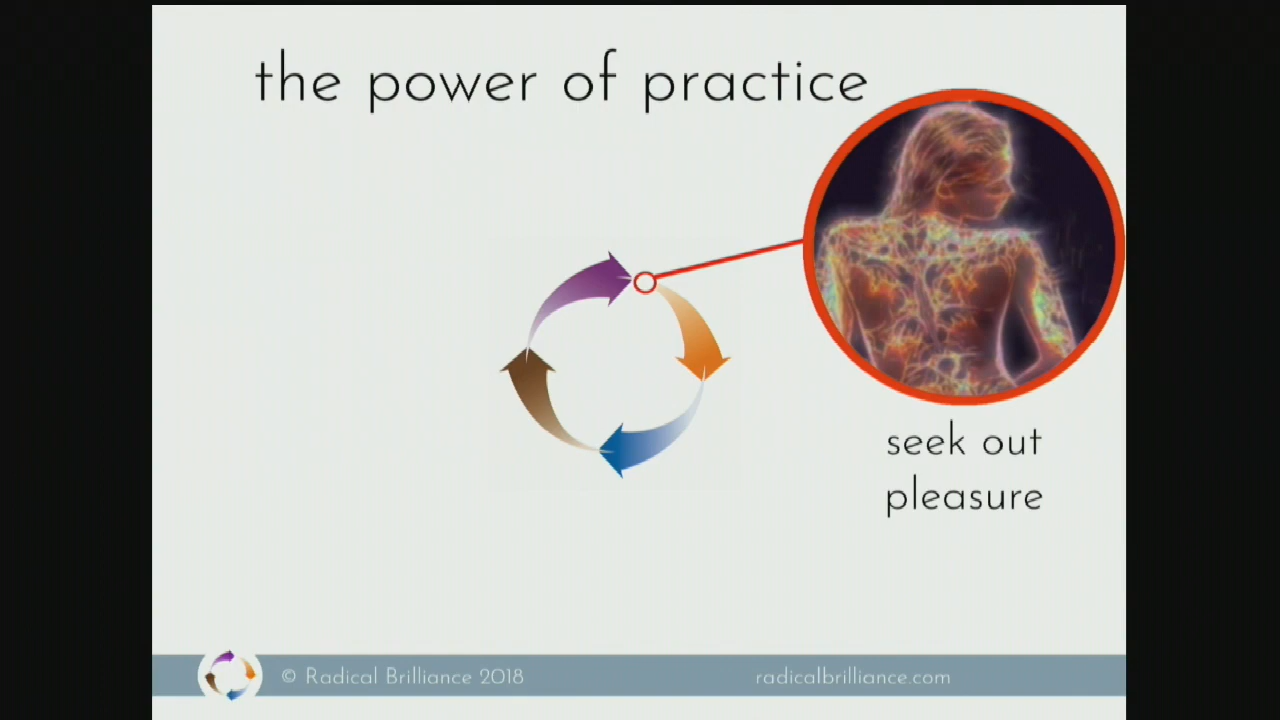 the power of practice
seek out
pleasure
© Radical Brilliance 2018
radicalbrilliance.com